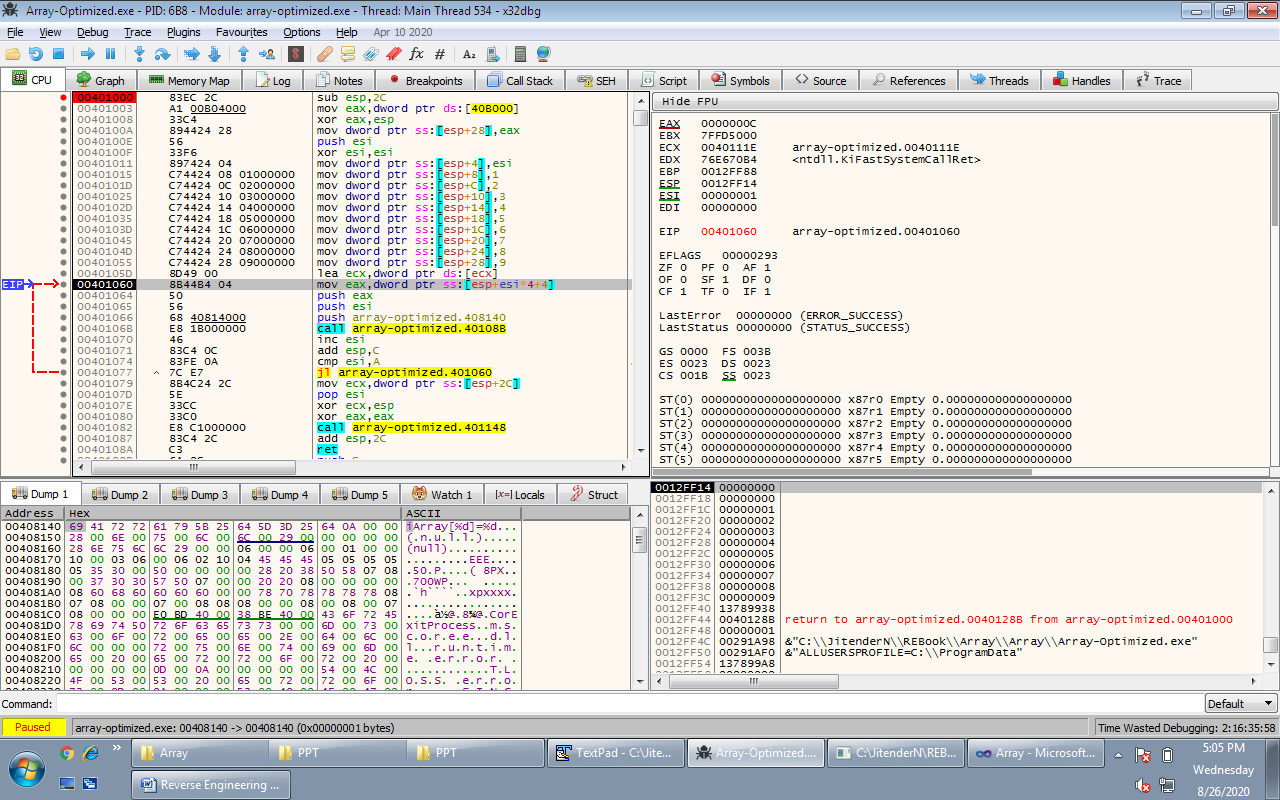 Array-Optimized.exe - PID: 6B8 - Module: array-optimized.exe - Thread: Main Thread 534 - x32dbg
File View Debug Trace Plugins Favourites Options Help Apr 10 2020
CPU Graph Memory Map Log Notes Breakpoints Call Stack SEH Script Symbols Source References Threads Handles Trace
00401000 83EC 2C sub esp,2C
00401003 A1 00B04000 mov eax,dword ptr ds:[40B000]
00401008 33C4 xor eax,esp
0040100A 894424 28 mov dword ptr ss:[esp+28],eax
0040100E 56 push esi
0040100F 33F6 xor esi,esi
00401011 897424 04 mov dword ptr ss:[esp+4],esi
00401015 C74424 08 01000000 mov dword ptr ss:[esp+8],1
0040101D C74424 0C 02000000 mov dword ptr ss:[esp+C],2
00401025 C74424 10 03000000 mov dword ptr ss:[esp+10],3
0040102D C74424 14 04000000 mov dword ptr ss:[esp+14],4
00401035 C74424 18 05000000 mov dword ptr ss:[esp+18],5
0040103D C74424 1C 06000000 mov dword ptr ss:[esp+1C],6
00401045 C74424 20 07000000 mov dword ptr ss:[esp+20],7
0040104D C74424 24 08000000 mov dword ptr ss:[esp+24],8
00401055 C74424 28 09000000 mov dword ptr ss:[esp+28],9
0040105D 8D49 00 lea ecx,dword ptr ds:[ecx]
EIP 00401060 8B44B4 04 mov eax,dword ptr ss:[esp+esi*4+4]
00401064 50 push eax
00401065 56 push esi
00401066 68 40814000 push array-optimized.408140
0040106B E8 1B000000 call array-optimized.40108B
00401070 46 inc esi
00401071 83C4 0C add esp,C
00401074 83FE 0A cmp esi,A
00401077 7C E7 jl array-optimized.401060
00401079 8B4C24 2C mov ecx,dword ptr ss:[esp+2C]
0040107D 5E pop esi
0040107E 33CC xor ecx,esp
00401080 33C0 xor eax,eax
00401082 E8 C1000000 call array-optimized.401148
00401087 83C4 2C add esp,2C
0040108A C3 ret
Hide FPU
EAX 0000000C
EBX 7FFD5000
ECX 0040111E array-optimized.0040111E
EDX 76E670B4 <ntdll.KiFastSystemCallRet>
EBP 0012FF88
ESP 0012FF14
ESI 00000001
EDI 00000000
EIP 00401060 array-optimized.00401060
EFLAGS 00000293
ZF 0 PF 0 AF 1
OF 0 SF 1 DF 0
CF 1 TF 0 IF 1
LastError 00000000 (ERROR_SUCCESS)
LastStatus 00000000 (STATUS_SUCCESS)
GS 0000 FS 003B
ES 0023 DS 0023
CS 001B SS 0023
ST(0) 00000000000000000000 x87r0 Empty 0.000000000000000000
ST(1) 00000000000000000000 x87r1 Empty 0.000000000000000000
ST(2) 00000000000000000000 x87r2 Empty 0.000000000000000000
ST(3) 00000000000000000000 x87r3 Empty 0.000000000000000000
ST(4) 00000000000000000000 x87r4 Empty 0.000000000000000000
ST(5) 00000000000000000000 x87r5 Empty 0.000000000000000000
Dump 1 Dump 2 Dump 3 Dump 4 Dump 5 Watch 1 [x=] Locals Struct
Address Hex ASCII
00408140 69 41 72 72 61 79 5B 25 64 5D 3D 25 64 0A 00 00 iArray[%d]=%d...
00408150 28 00 6E 00 75 00 6C 00 6C 00 29 00 00 00 00 00 (.n.u.l.l.).....
00408160 28 6E 75 6C 6C 29 00 00 06 00 00 06 00 01 00 00 (null)..........
00408170 10 00 03 06 00 06 02 10 04 45 45 45 05 05 05 05 .........EEE....
00408180 05 35 30 00 50 00 00 00 00 28 20 38 50 58 07 08 .50.P....( 8PX..
00408190 00 37 30 30 57 50 07 00 00 20 20 08 00 00 00 00 .700WP...  .....
004081A0 08 60 68 60 60 60 60 00 00 78 70 78 78 78 78 08 .`h````..xpxxxx.
004081B0 07 08 00 00 07 00 08 08 08 00 00 08 00 08 00 07 ................
004081C0 08 00 00 00 E0 BD 40 00 38 BE 40 00 43 6F 72 45 ....à½@.8¾@.CorE
004081D0 78 69 74 50 72 6F 63 65 73 73 00 00 6D 00 73 00 xitProcess..m.s.
004081E0 63 00 6F 00 72 00 65 00 65 00 2E 00 64 00 6C 00 c.o.r.e.e...d.l.
004081F0 6C 00 00 00 72 00 75 00 6E 00 74 00 69 00 6D 00 l...r.u.n.t.i.m.
00408200 65 00 20 00 65 00 72 00 72 00 6F 00 72 00 20 00 e. .e.r.r.o.r. .
00408210 00 00 00 00 0D 00 0A 00 00 00 00 00 54 00 4C 00 ............T.L.
00408220 4F 00 53 00 53 00 20 00 65 00 72 00 72 00 6F 00 O.S.S. .e.r.r.o.
0012FF14 00000000
0012FF18 00000000
0012FF1C 00000001
0012FF20 00000002
0012FF24 00000003
0012FF28 00000004
0012FF2C 00000005
0012FF30 00000006
0012FF34 00000007
0012FF38 00000008
0012FF3C 00000009
0012FF40 13789938
0012FF44 0040128B return to array-optimized.0040128B from array-optimized.00401000
0012FF48 00000001
0012FF4C 00291A98 &"C:\\JitenderN\\REBook\\Array\\Array\\Array-Optimized.exe"
0012FF50 00291AF0 &"ALLUSERSPROFILE=C:\\ProgramData"
0012FF54 137899A8
Command: Default
Paused array-optimized.exe: 00408140 -> 00408140 (0x00000001 bytes) Time Wasted Debugging: 2:16:35:58
Array PPT PPT TextPad - C:\Jite... Array-Optimized.... C:\JitenderN\REB... Array - Microsoft...
Reverse Engineering ...
5:05 PM
Wednesday
8/26/2020